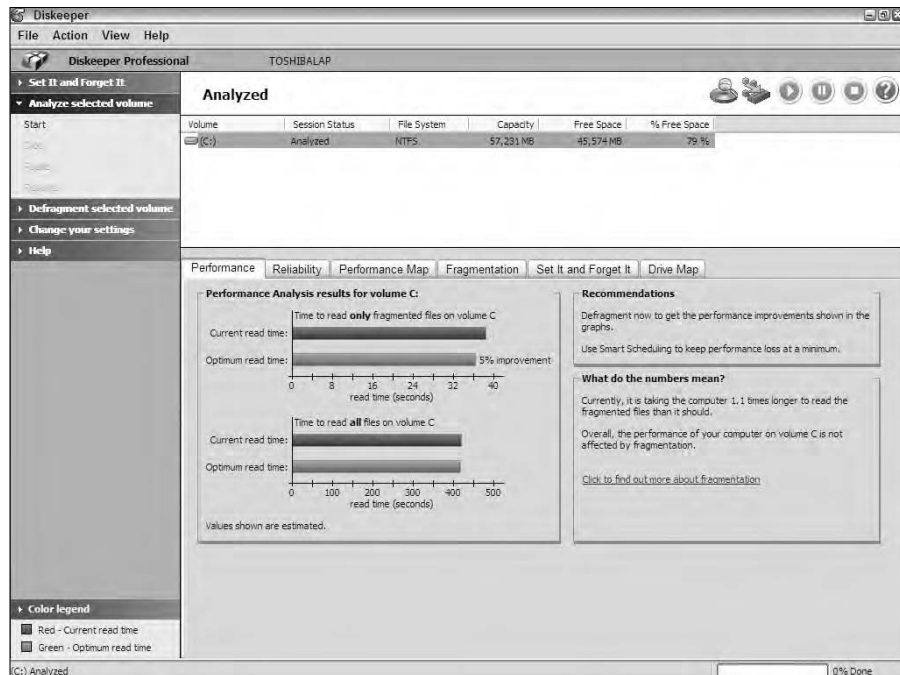 Diskeeper
File Action View Help
Diskeeper Professional TOSHIBALAP
Set It and Forget It
Analyze selected volume
Start
Defragment selected volume
Change your settings
Help
Analyzed
Volume Session Status File System Capacity Free Space % Free Space
(C:) Analyzed NTFS 57,231 MB 45,574 MB 79 %
Performance Reliability Performance Map Fragmentation Set It and Forget It Drive Map
Performance Analysis results for volume C:
Time to read only fragmented files on volume C
Current read time:
Optimum read time: 5% improvement
0 8 16 24 32 40
read time (seconds)
Time to read all files on volume C
Current read time:
Optimum read time:
0 100 200 300 400 500
read time (seconds)
Values shown are estimated.
Recommendations
Defragment now to get the performance improvements shown in the
graphs.
Use Smart Scheduling to keep performance loss at a minimum.
What do the numbers mean?
Currently, it is taking the computer 1.1 times longer to read the
fragmented files than it should.
Overall, the performance of your computer on volume C is not
affected by fragmentation.
Click to find out more about fragmentation
Color legend
Red - Current read time
Green - Optimum read time
(C:) Analyzed 0% Done